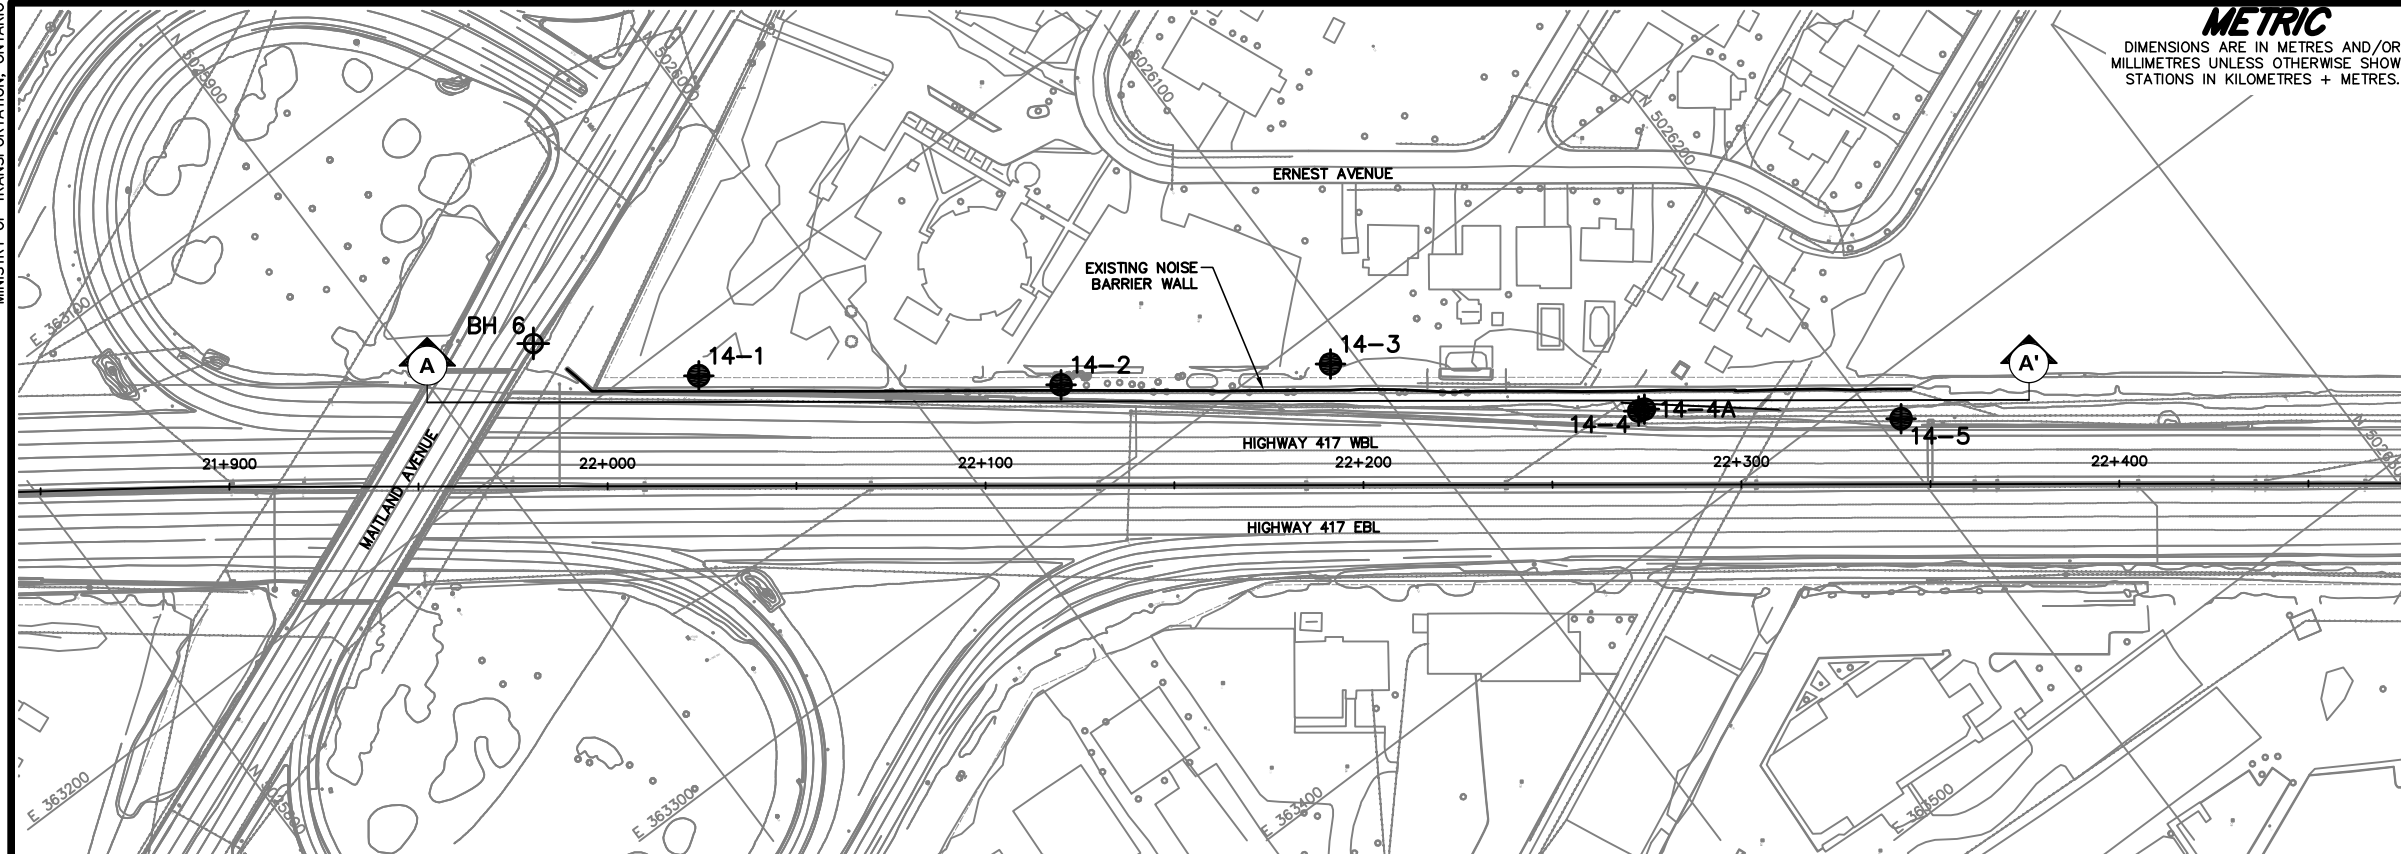 METRIC
DIMENSIONS ARE IN METRES AND/OR
MILLIMETRES UNLESS OTHERWISE
STATIONS IN KILOMETRES + METRES.
N 5025900
N 5026000
N 5026100
N 5026200
ERNEST AVENUE
EXISTING NOISE
BARRIER WALL
E 363100
BH 6
A
14-1
14-2
14-3
14-4
14-4A
14-5
A'
HIGHWAY 417 WBL
21+900
22+000
22+100
22+200
22+300
22+400
MAITLAND AVENUE
HIGHWAY 417 EBL
E 363200
E 363300
E 363400
E 363500